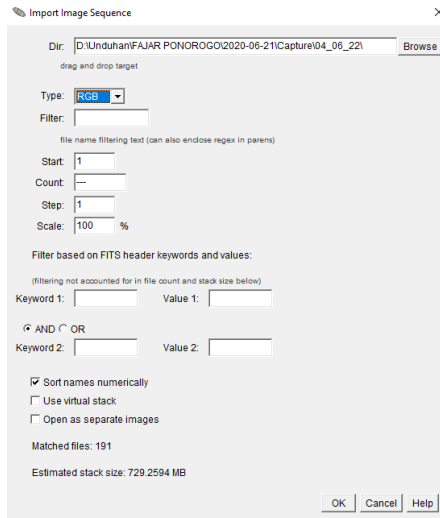 Import Image Sequence
Dir: D:\Unduhan\FAJAR PONOROGO\2020-06-21\Capture\04_06_22\ Browse
drag and drop target
Type: RGB
Filter:
file name filtering text (can also enclose regex in parens)
Start: 1
Count: ---
Step: 1
Scale: 100 %
Filter based on FITS header keywords and values:
(filtering not accounted for in file count and stack size below)
Keyword 1: Value 1:
AND OR
Keyword 2: Value 2:
Sort names numerically
Use virtual stack
Open as separate images
Matched files: 191
Estimated stack size: 729.2594 MB
OK Cancel Help